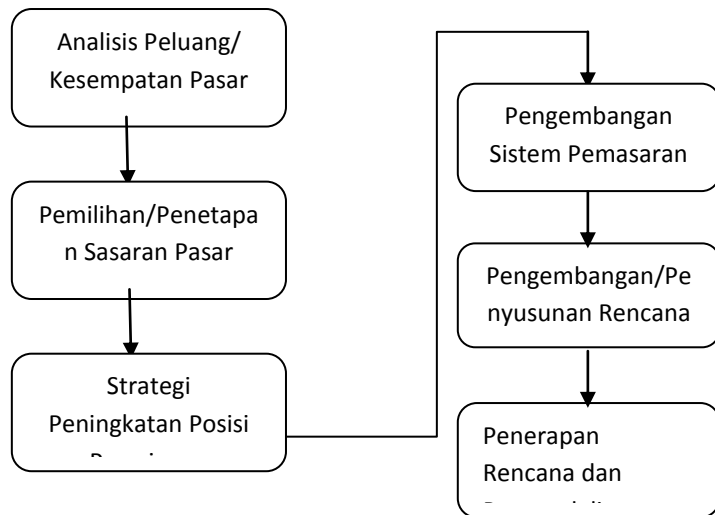 Analisis Peluang/
Kesempatan Pasar
Pemilihan/Penetapa
n Sasaran Pasar
Strategi
Peningkatan Posisi
Pengembangan
Sistem Pemasaran
Pengembangan/Pe
nyusunan Rencana
Penerapan
Rencana dan